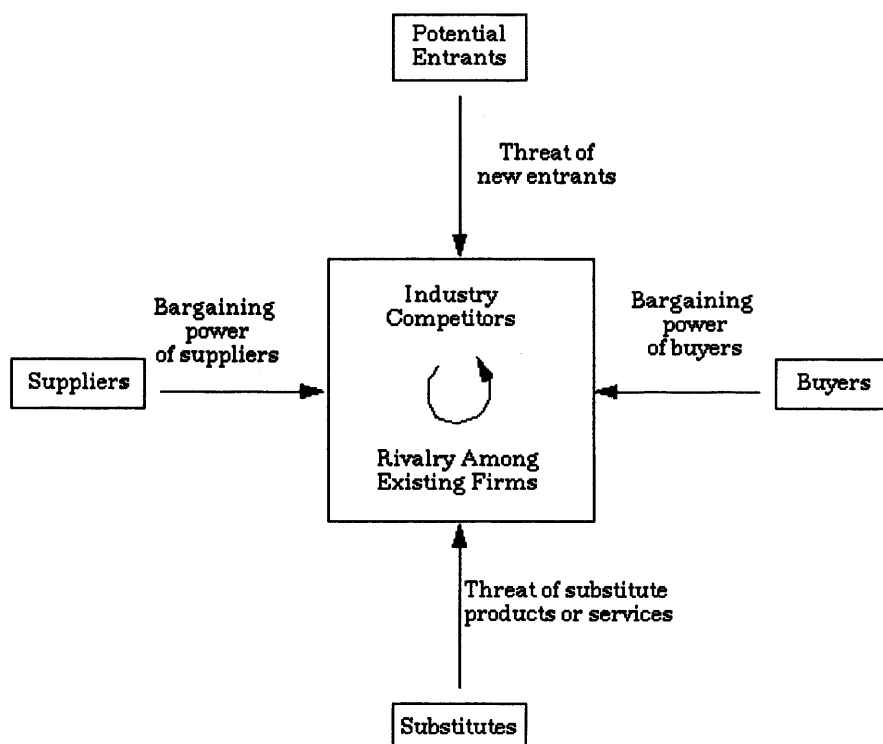 Potential
Entrants
Threat of
new entrants
Industry
Competitors
Bargaining
power
of suppliers
Bargaining
power
of buyers
Suppliers
Buyers
Rivalry Among
Existing Firms
Threat of substitute
products or services
Substitutes